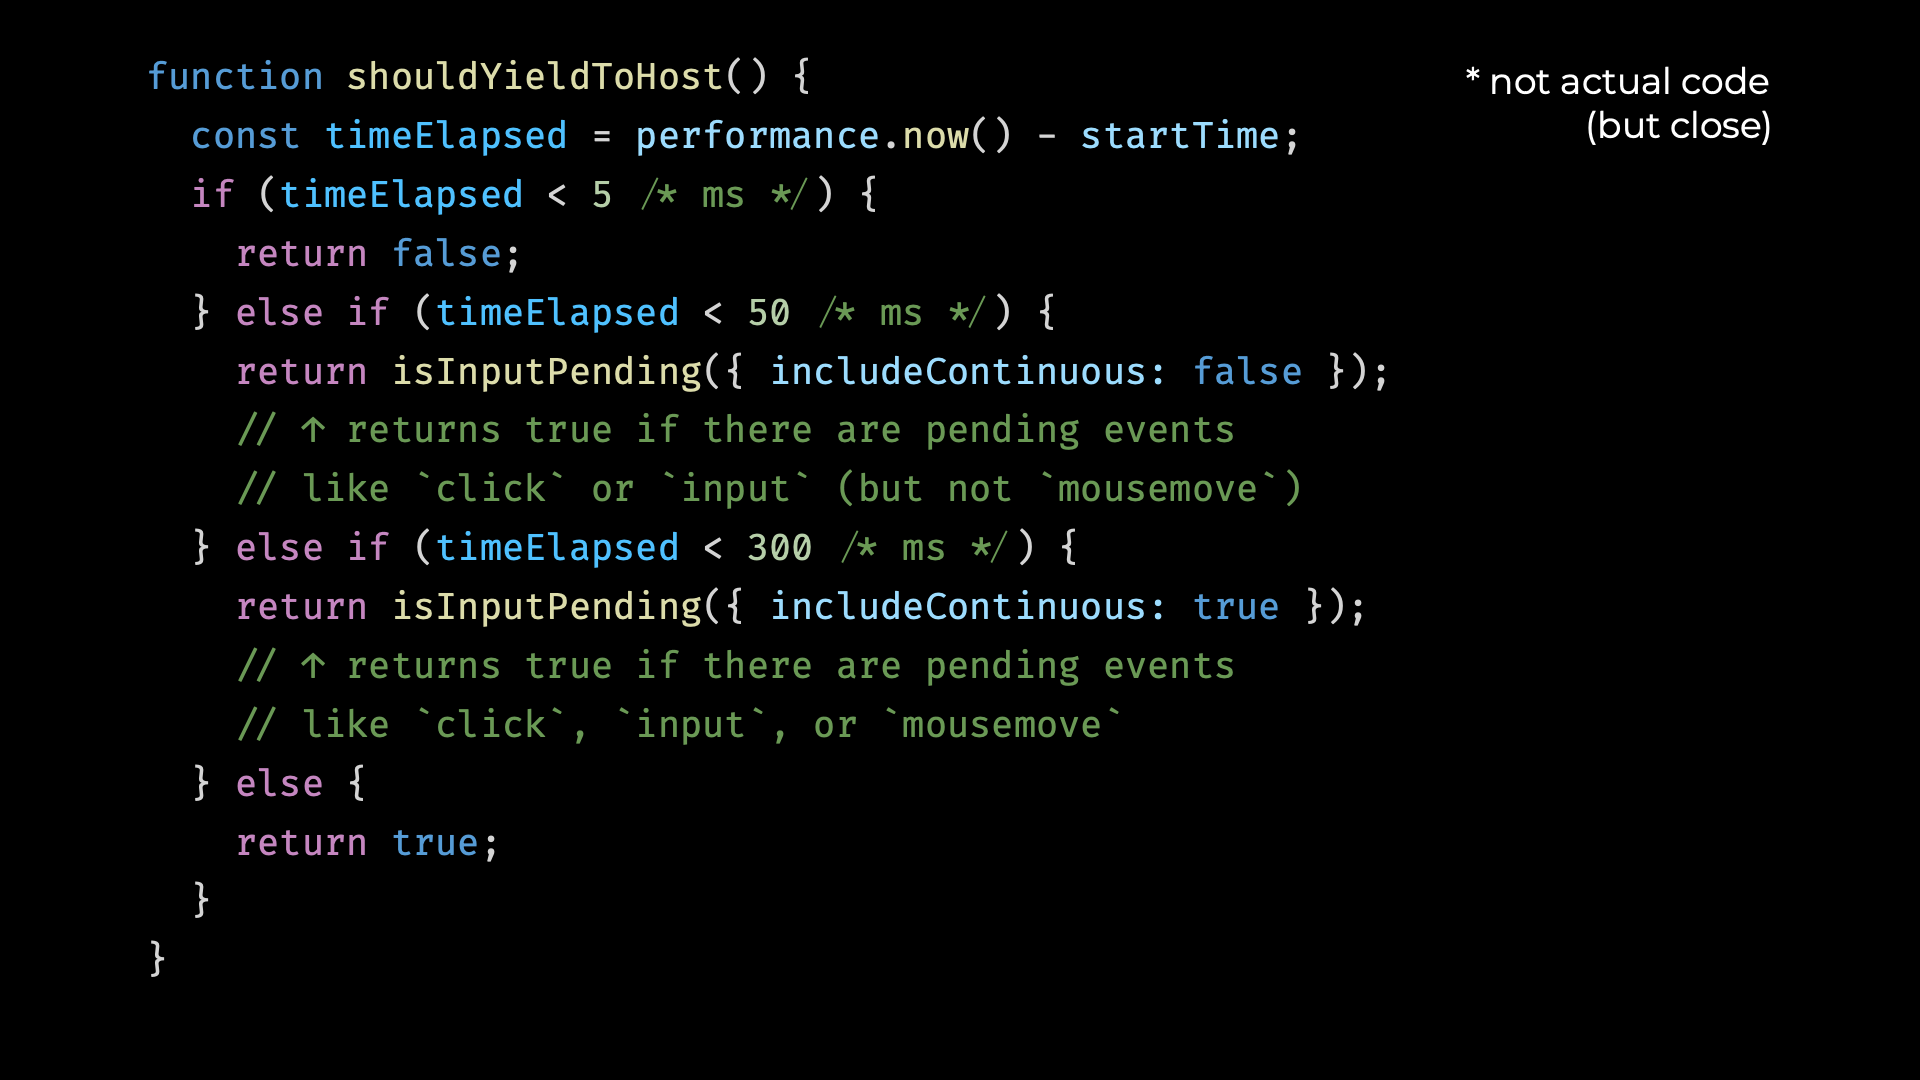 function shouldYieldToHost() {
  const timeElapsed = performance.now() - startTime;
  if (timeElapsed < 5 /* ms */) {
    return false;
  } else if (timeElapsed < 50 /* ms */) {
    return isInputPending({ includeContinuous: false });
    // ↑ returns true if there are pending events
    // like `click` or `input` (but not `mousemove`)
  } else if (timeElapsed < 300 /* ms */) {
    return isInputPending({ includeContinuous: true });
    // ↑ returns true if there are pending events
    // like `click`, `input`, or `mousemove`
  } else {
    return true;
  }
}
* not actual code
(but close)